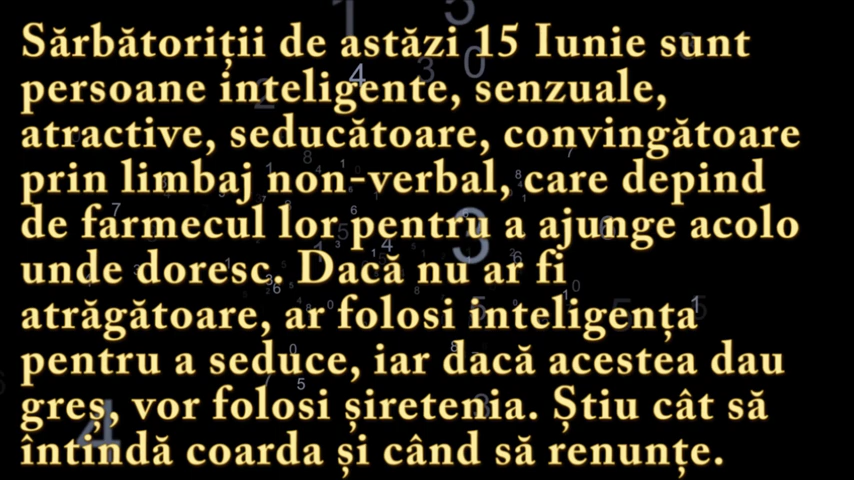 Sărbătoriții de astăzi 15 Iunie sunt
persoane inteligente, senzuale,
atractive, seducătoare, convingătoare
prin limbaj non-verbal, care depind
de farmecul lor pentru a ajunge acolo
unde doresc. Dacă nu ar fi
atrăgătoare, ar folosi inteligența
pentru a seduce, iar dacă acestea dau
greș, vor folosi șiretenia. Știu cât să
întindă coarda și când să renunțe.